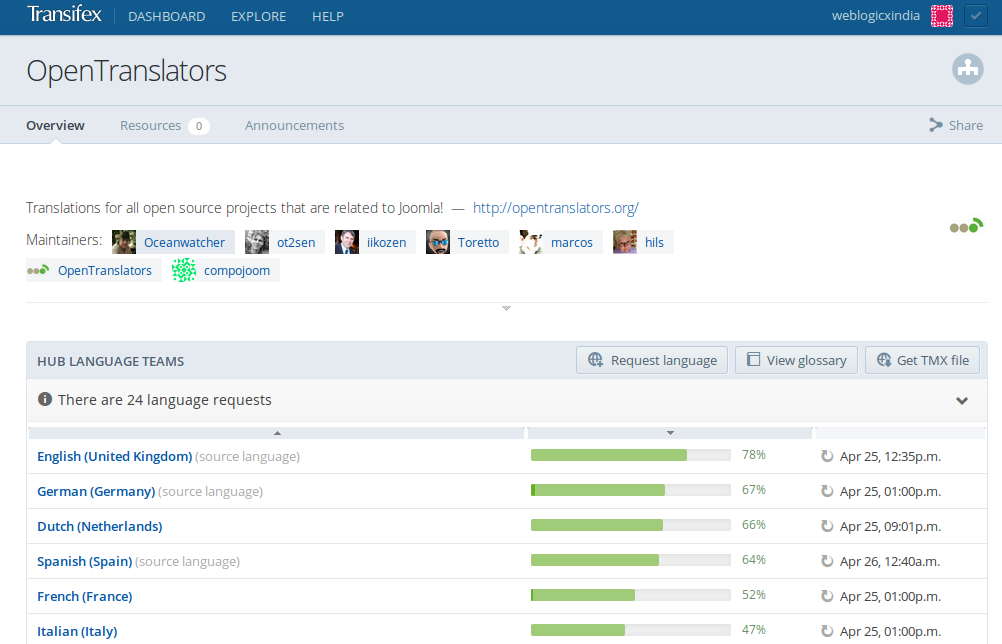 Transifex DASHBOARD EXPLORE HELP weblogicxindia
OpenTranslators
Overview Resources 0 Announcements Share
Translations for all open source projects that are related to Joomla! — http://opentranslators.org/
Maintainers: Oceanwatcher ot2sen iikozen Toretto marcos hils
OpenTranslators compojoom
HUB LANGUAGE TEAMS Request language View glossary Get TMX file
There are 24 language requests
English (United Kingdom) (source language) 78% Apr 25, 12:35p.m.
German (Germany) (source language) 67% Apr 25, 01:00p.m.
Dutch (Netherlands) 66% Apr 25, 09:01p.m.
Spanish (Spain) (source language) 64% Apr 26, 12:40a.m.
French (France) 52% Apr 25, 01:00p.m.
Italian (Italy) 47% Apr 25, 01:00p.m.